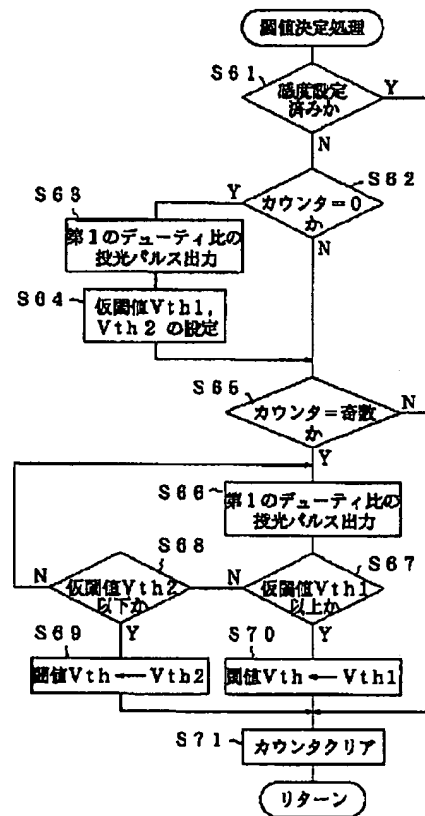 閾値決定処理
S61
感度設定
済みか
Y
N
S62
カウンタ=0
か
Y
N
S63
第1のデューティ比の
投光パルス出力
S64
仮閾値Vth1,
Vth2 の設定
S65
カウンタ=奇数
か
N
Y
S66
第1のデューティ比の
投光パルス出力
S68
仮閾値Vth2
以下か
N
Y
S67
仮閾値Vth1
以上か
N
Y
S69
閾値Vth ← Vth2
S70
閾値Vth ← Vth1
S71
カウンタクリア
リターン